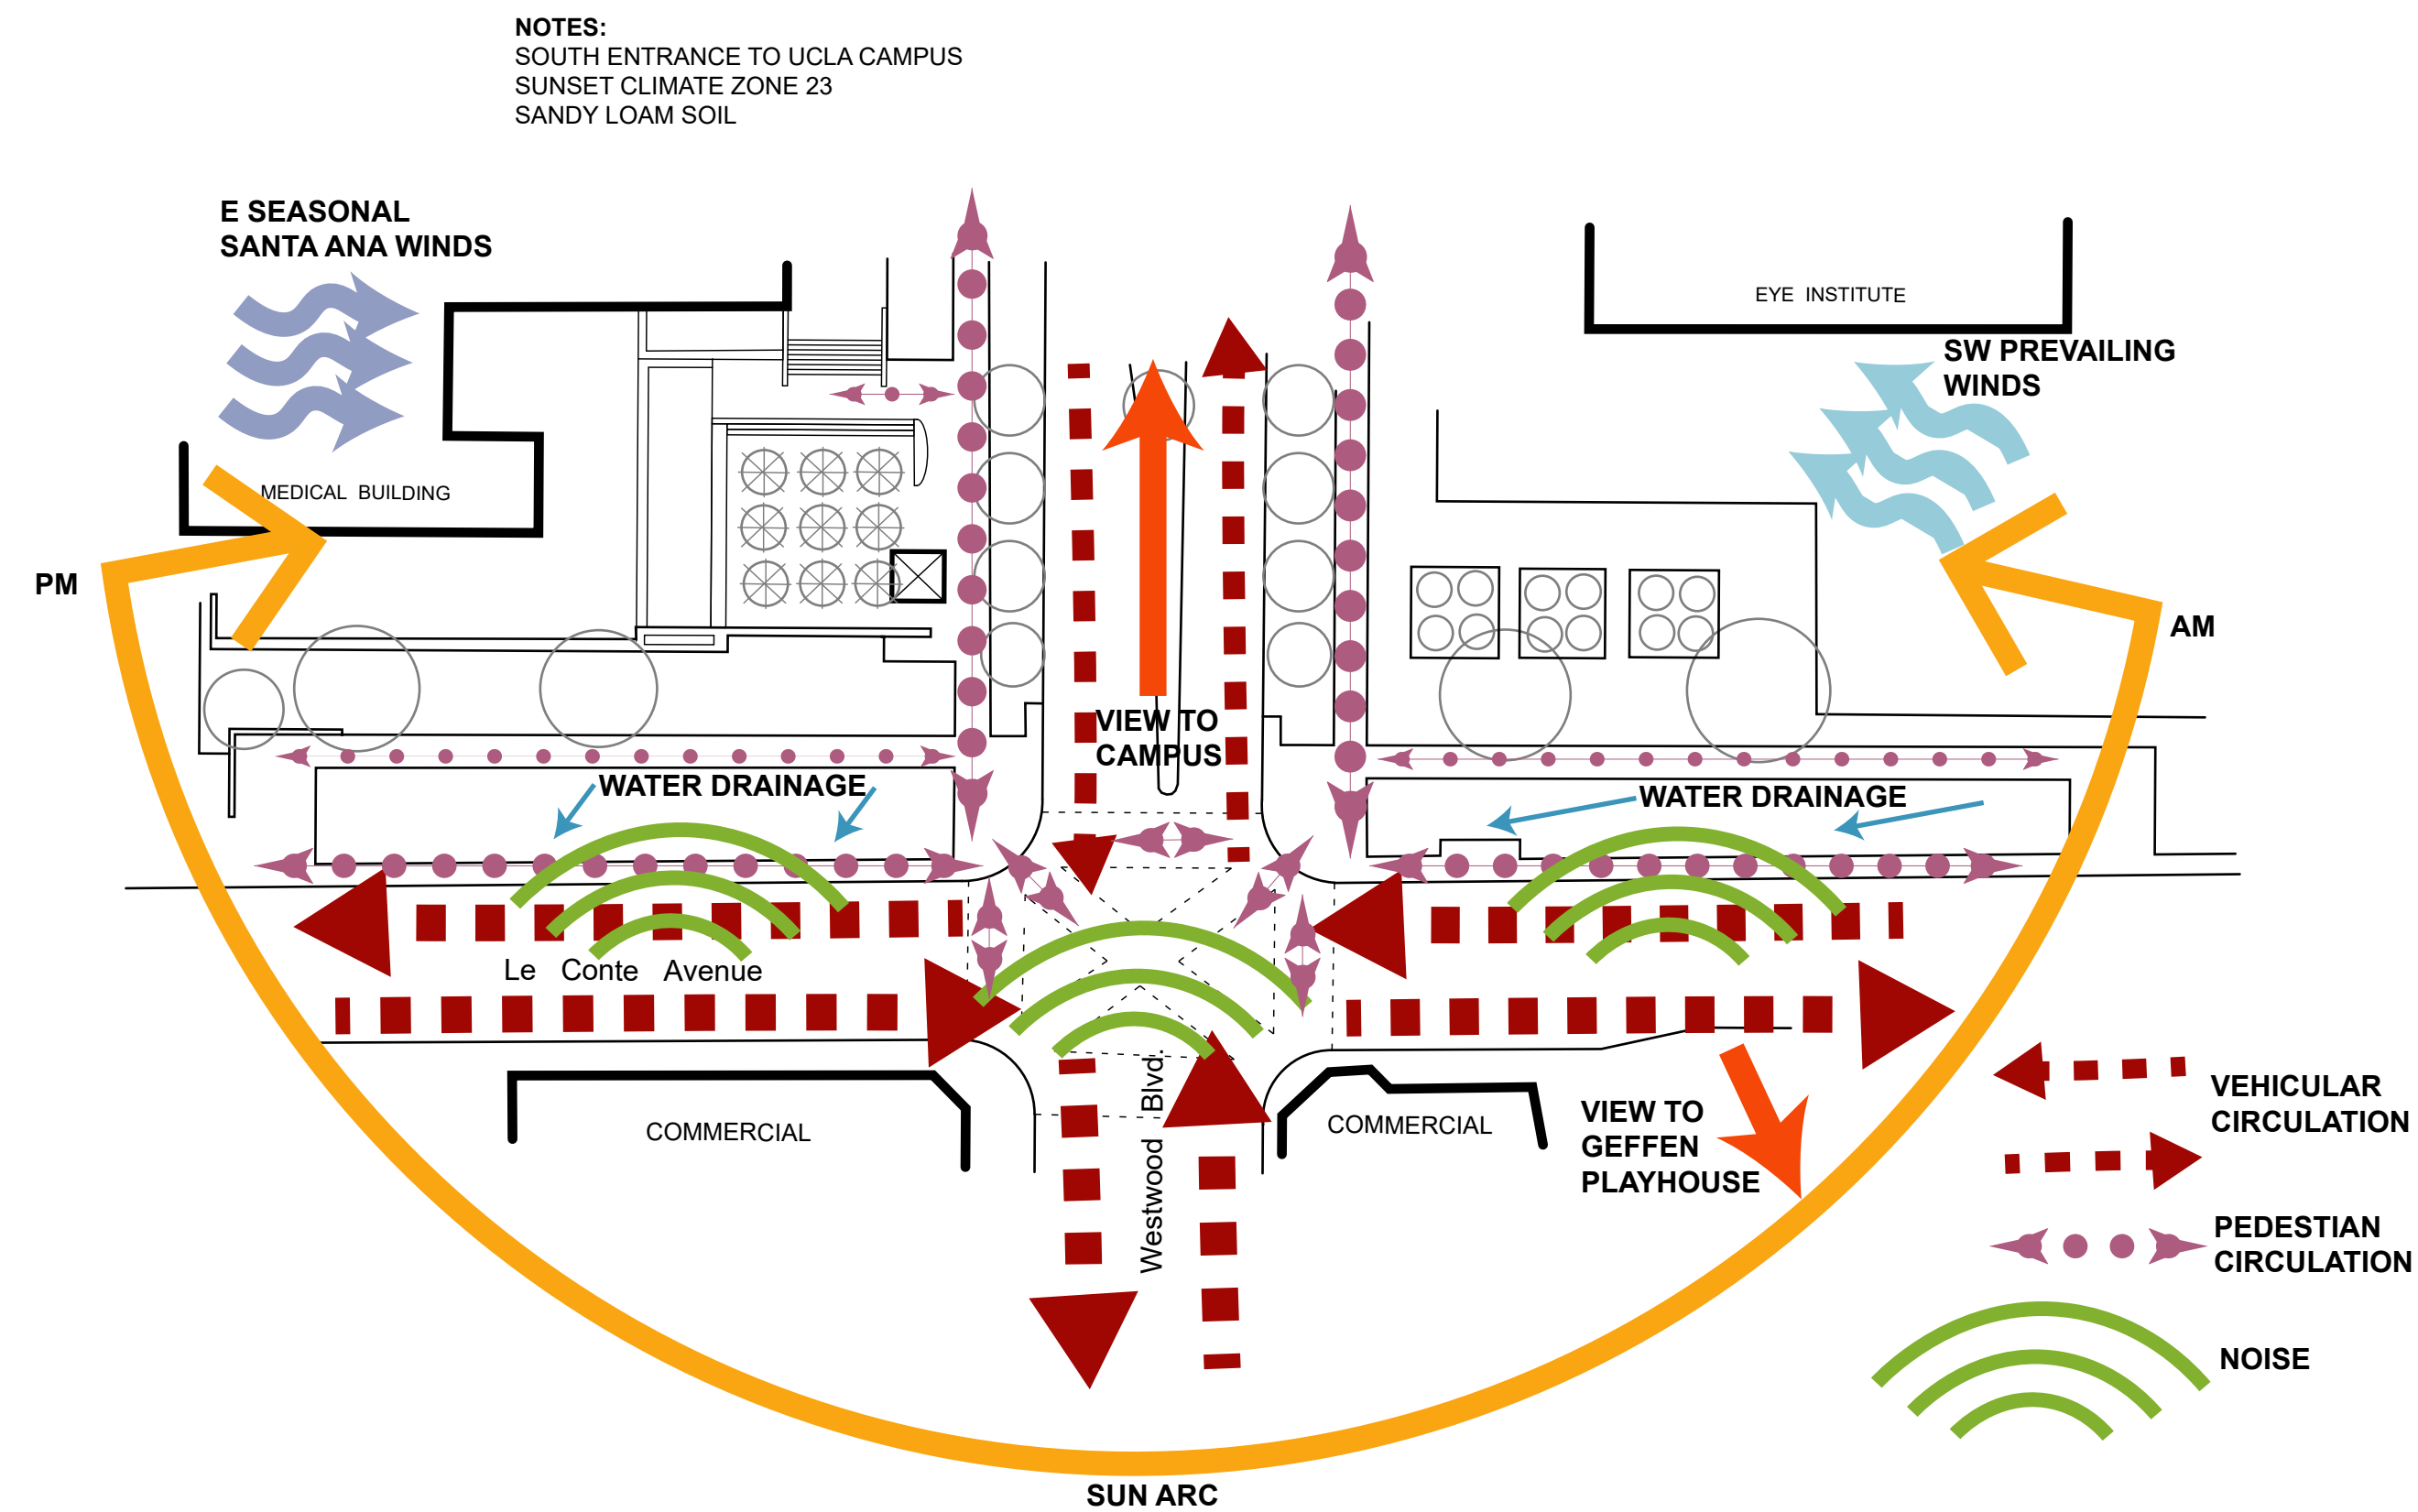 NOTES:
SOUTH ENTRANCE TO UCLA CAMPUS
SUNSET CLIMATE ZONE 23
SANDY LOAM SOIL
E SEASONAL
SANTA ANA WINDS
EYE INSTITUTE
SW PREVAILING
WINDS
MEDICAL BUILDING
PM
AM
VIEW TO
CAMPUS
WATER DRAINAGE
WATER DRAINAGE
Le Conte Avenue
Westwood Blvd.
COMMERCIAL
COMMERCIAL
VIEW TO
GEFFEN
PLAYHOUSE
VEHICULAR
CIRCULATION
PEDESTIAN
CIRCULATION
NOISE
SUN ARC